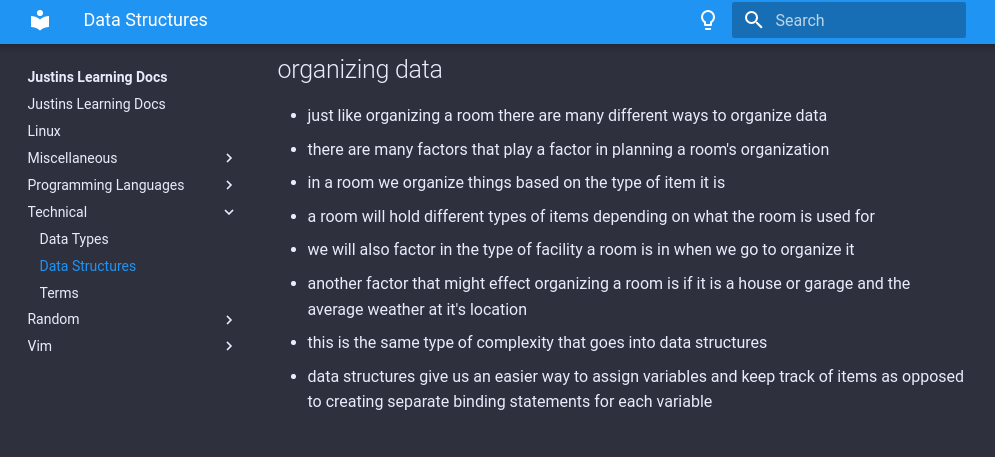 Data Structures
Search
Justins Learning Docs
Justins Learning Docs
Linux
Miscellaneous
Programming Languages
Technical
Data Types
Data Structures
Terms
Random
Vim
organizing data
just like organizing a room there are many different ways to organize data
there are many factors that play a factor in planning a room's organization
in a room we organize things based on the type of item it is
a room will hold different types of items depending on what the room is used for
we will also factor in the type of facility a room is in when we go to organize it
another factor that might effect organizing a room is if it is a house or garage and the
average weather at it's location
this is the same type of complexity that goes into data structures
data structures give us an easier way to assign variables and keep track of items as opposed
to creating separate binding statements for each variable